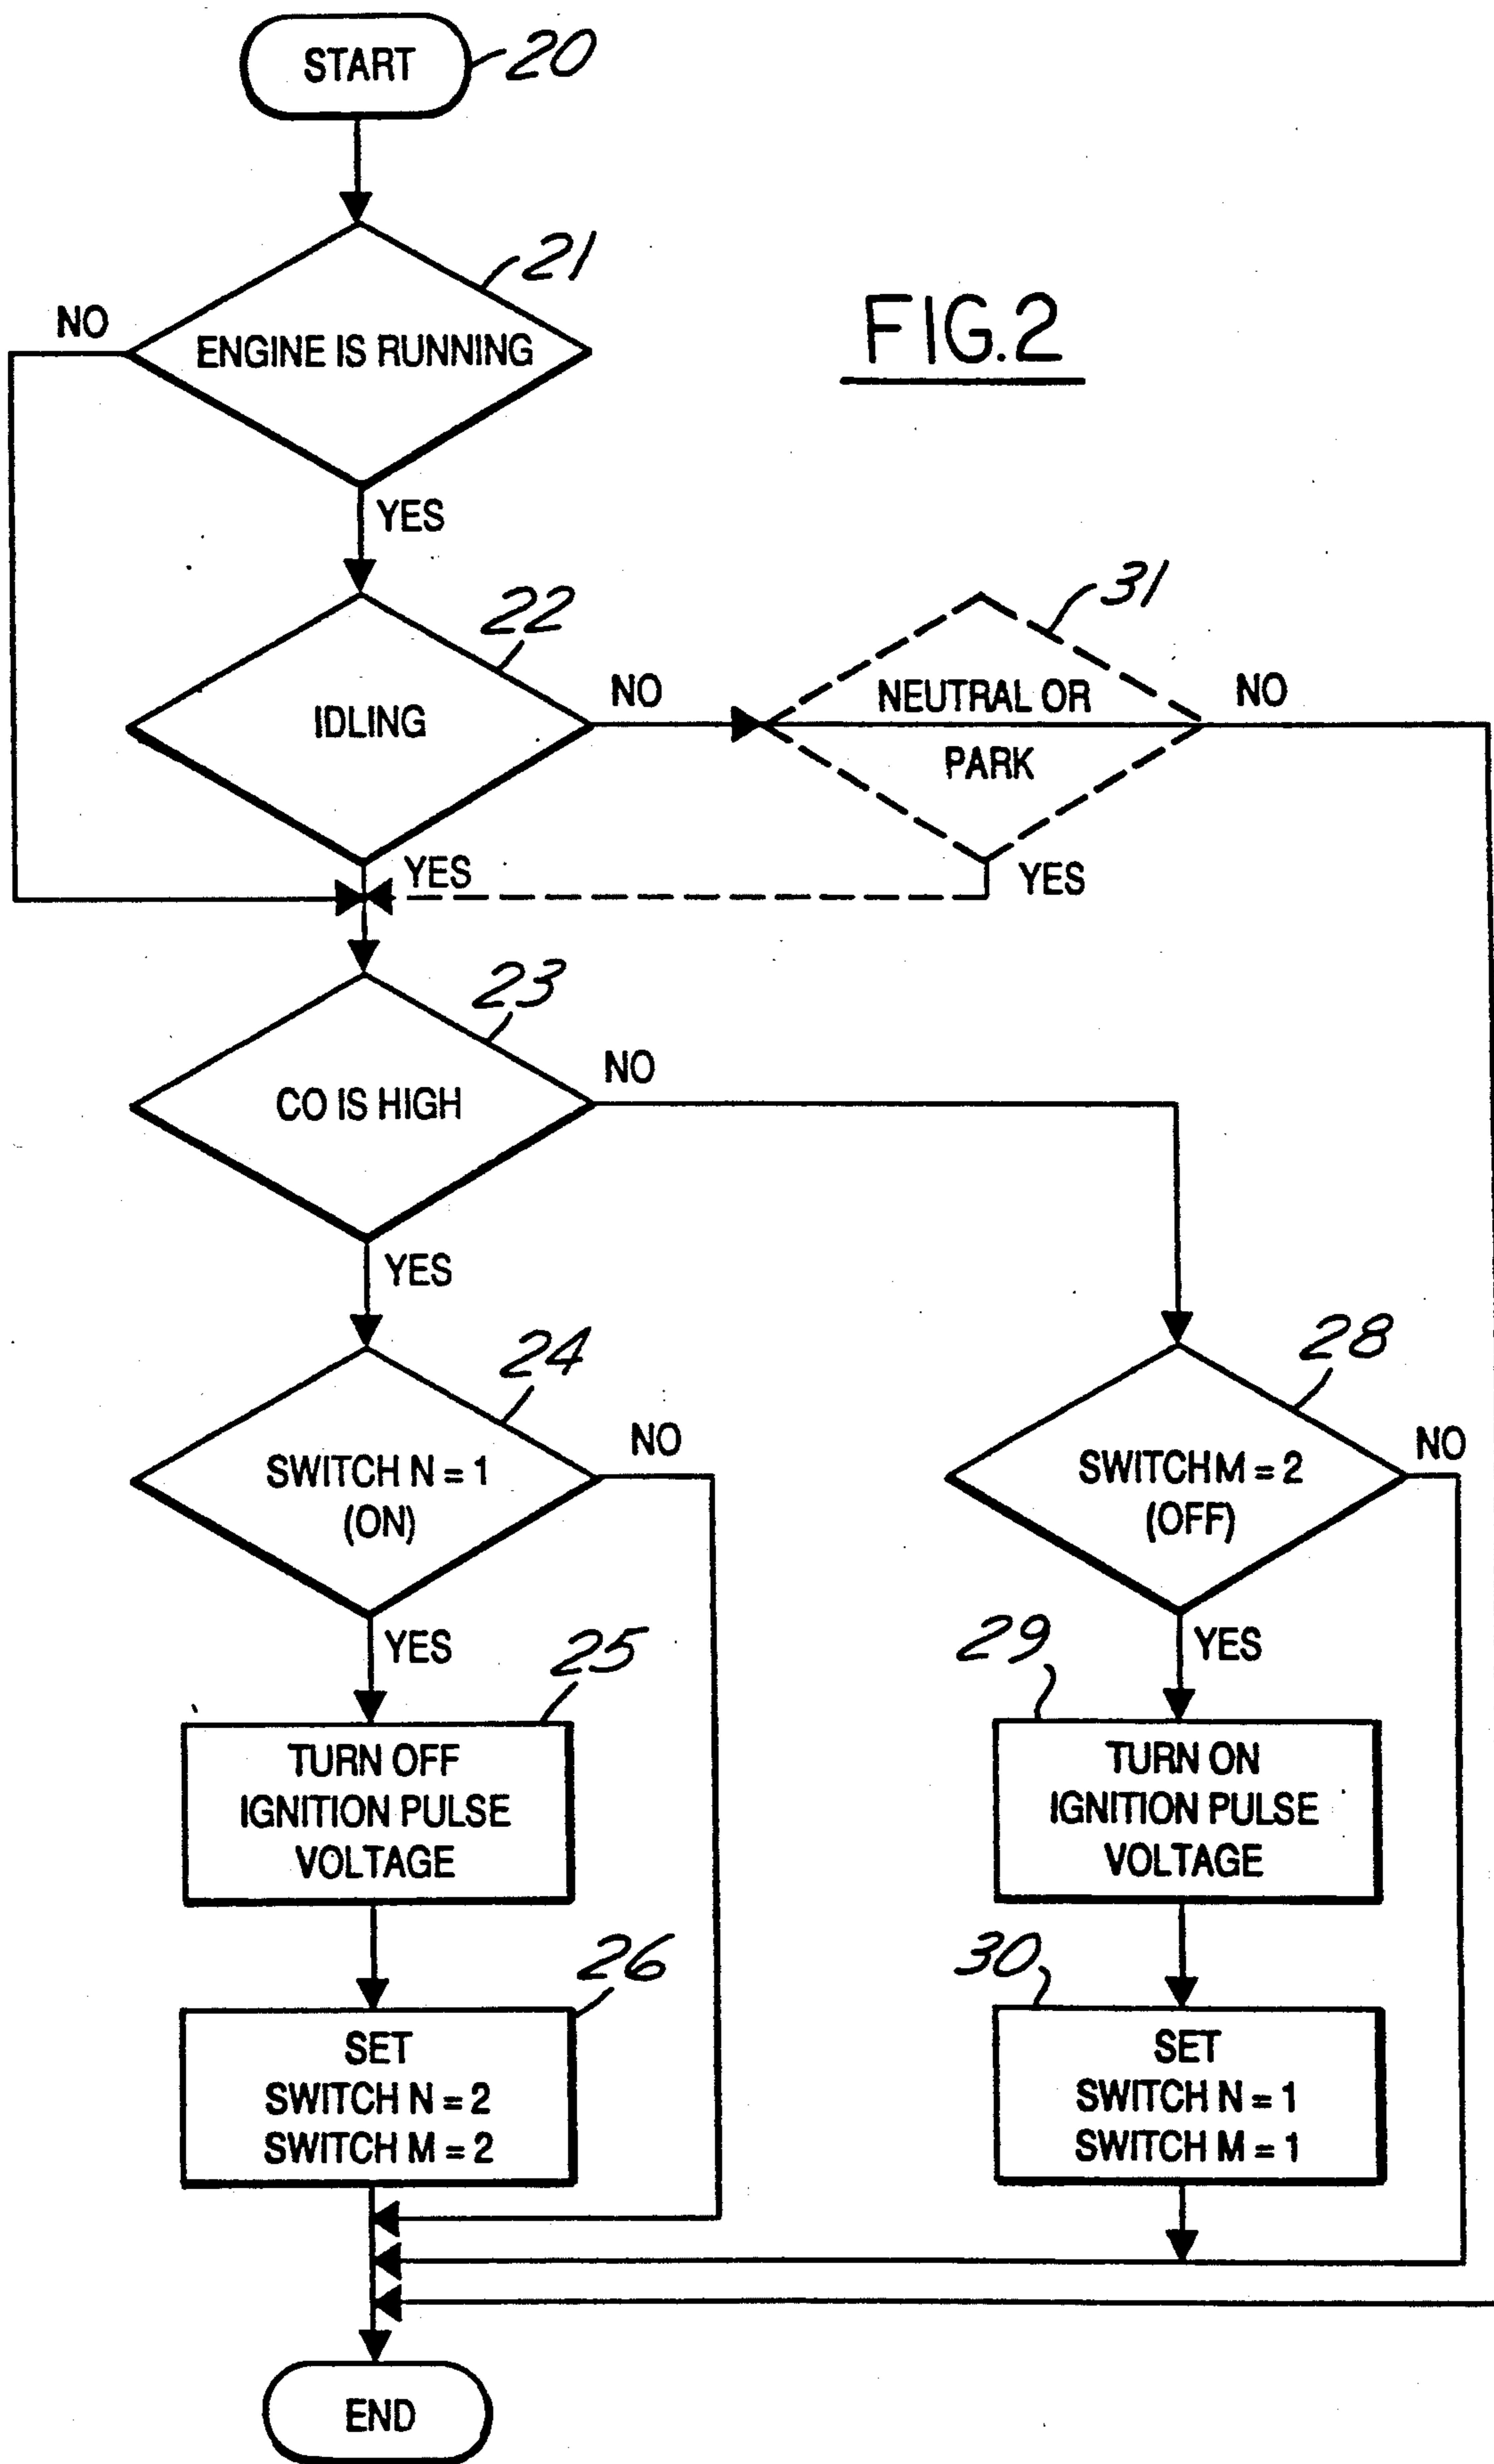 START
20
21
NO
ENGINE IS RUNNING
FIG.2
YES
22
31
IDLING
NO
NEUTRAL OR
PARK
NO
YES
YES
23
CO IS HIGH
NO
YES
24
28
SWITCH N = 1
(ON)
NO
SWITCH M = 2
(OFF)
NO
YES
YES
25
29
TURN OFF
IGNITION PULSE
VOLTAGE
TURN ON
IGNITION PULSE
VOLTAGE
26
30
SET
SWITCH N = 2
SWITCH M = 2
SET
SWITCH N = 1
SWITCH M = 1
END